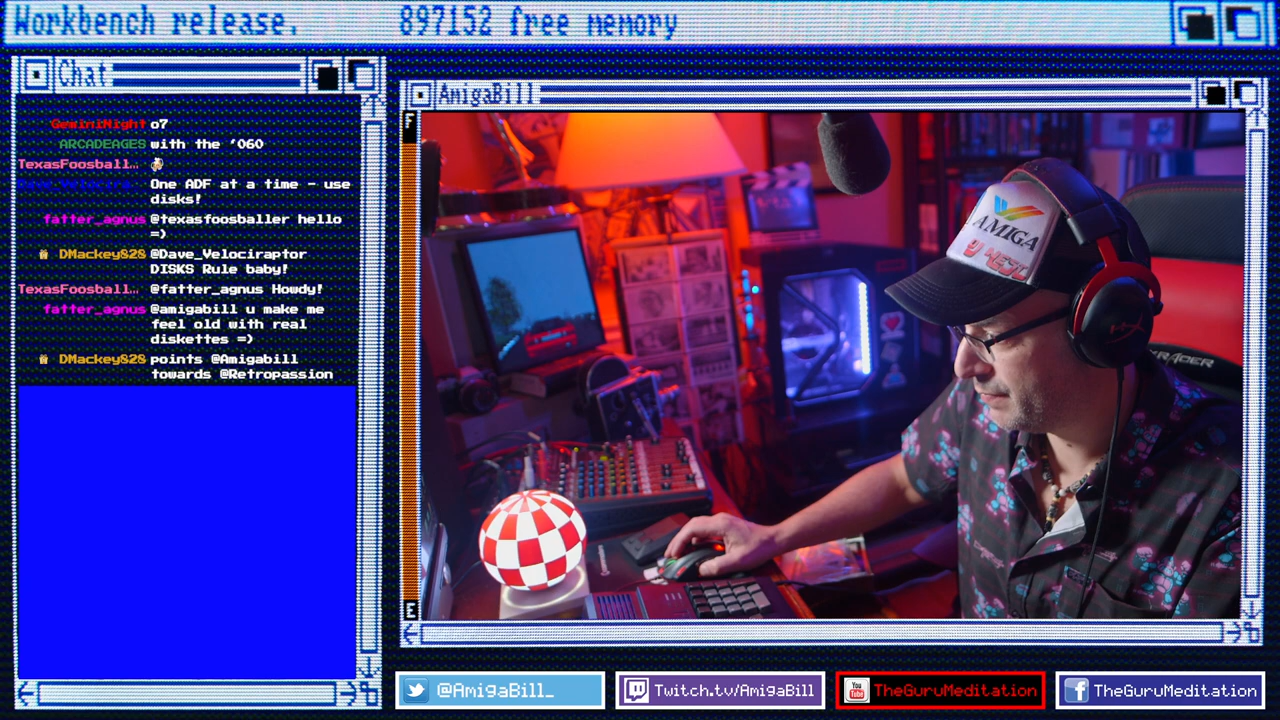 Workbench release. 897152 free memory
Chat
GeminiNight o7
ARCADEAGES with the '060
TexasFoosball...
One ADF at a time - use
disks!
fatter_agnus @texasfoosballer hello
=)
DMackey828 @Dave_Velociraptor
DISKS Rule baby!
TexasFoosball... @fatter_agnus Howdy!
fatter_agnus @amigabill u make me
feel old with real
diskettes =)
DMackey828 points @Amigabill
towards @Retropassion
AmigaBill
F
E
AMIGA
@AmigaBill_
Twitch.tv/AmigaBill
You Tube TheGuruMeditation
f TheGuruMeditation